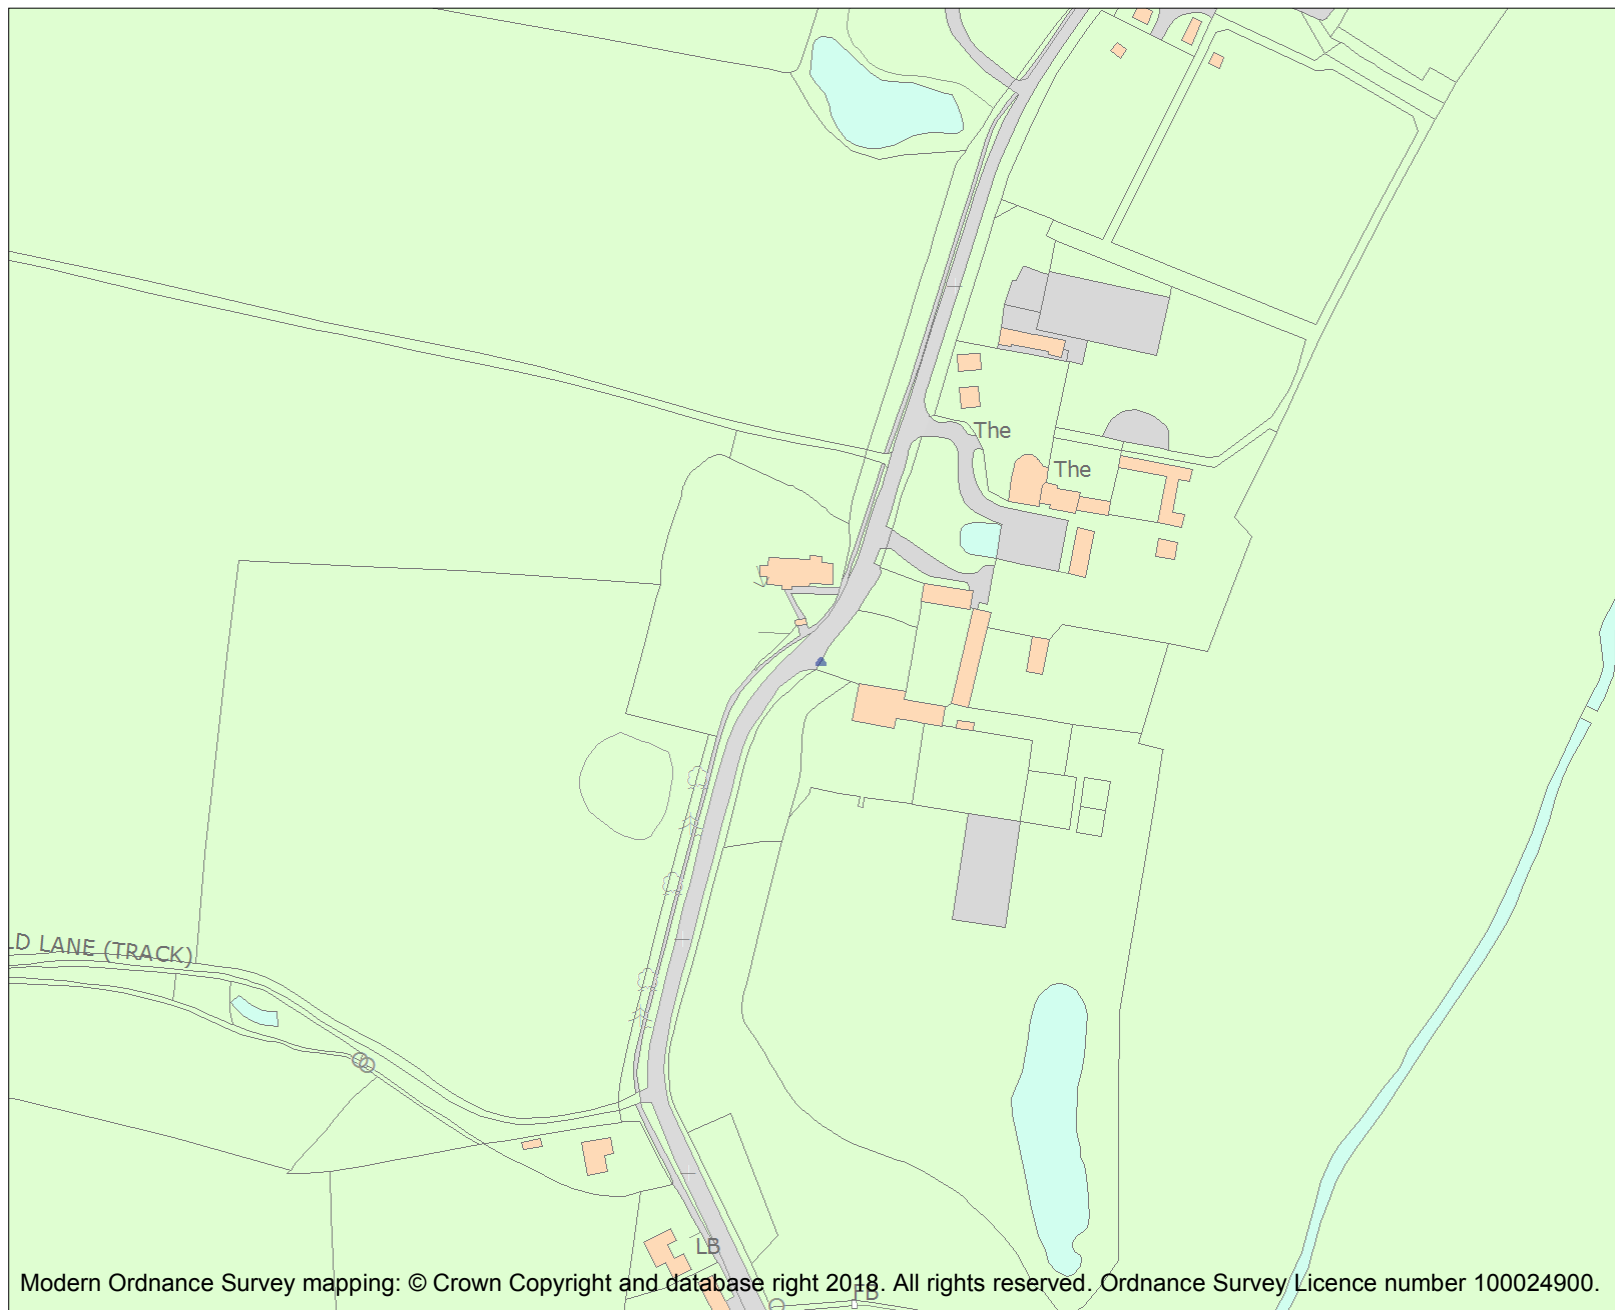 The
The
LD LANE (TRACK)
LB
LB
Modern Ordnance Survey mapping: © Crown Copyright and database right 2018. All rights reserved. Ordnance Survey Licence number 100024900.